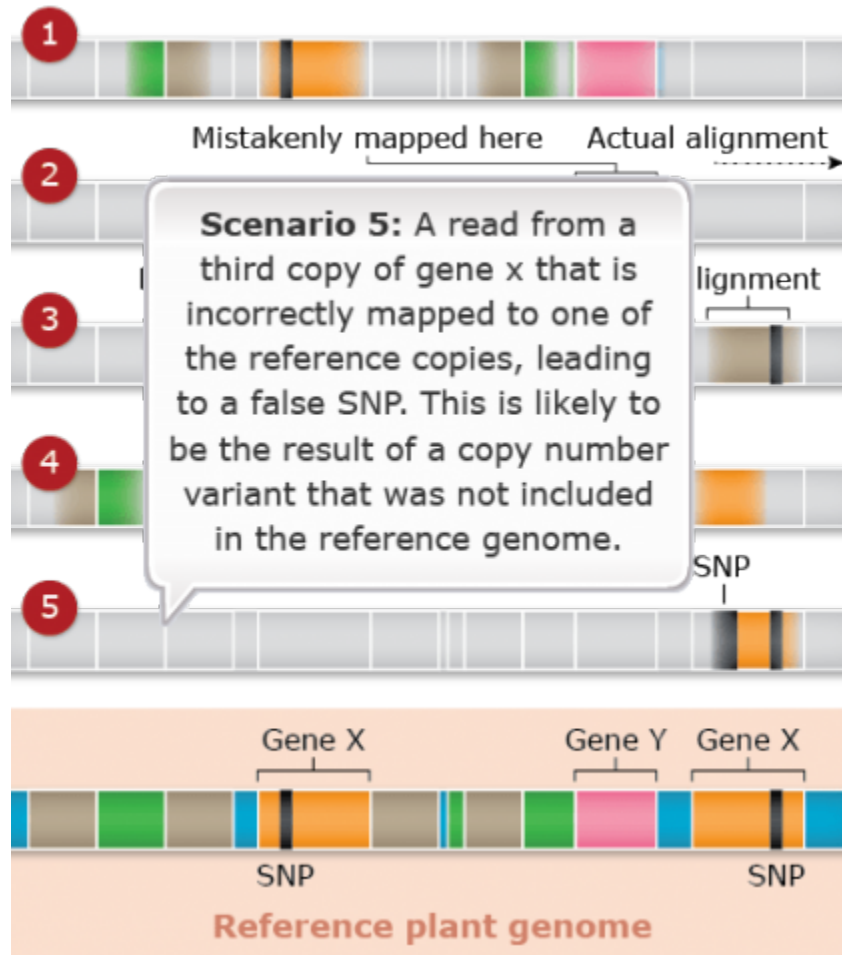 1
Mistakenly mapped here
Actual alignment
2
Scenario 5: A read from a
third copy of gene x that is
incorrectly mapped to one of
the reference copies, leading
to a false SNP. This is likely to
be the result of a copy number
variant that was not included
in the reference genome.
lignment
3
4
SNP
5
Gene X
Gene Y
Gene X
SNP
SNP
Reference plant genome